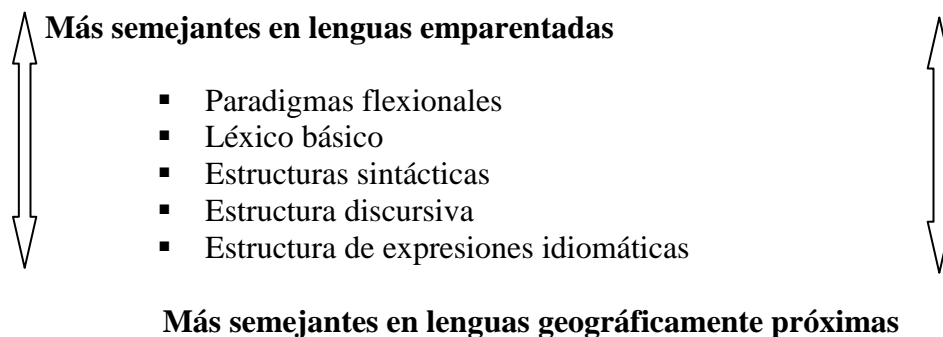 Más semejantes en lenguas emparentadas
▪ Paradigmas flexionales
▪ Léxico básico
▪ Estructuras sintácticas
▪ Estructura discursiva
▪ Estructura de expresiones idiomáticas
Más semejantes en lenguas geográficamente próximas